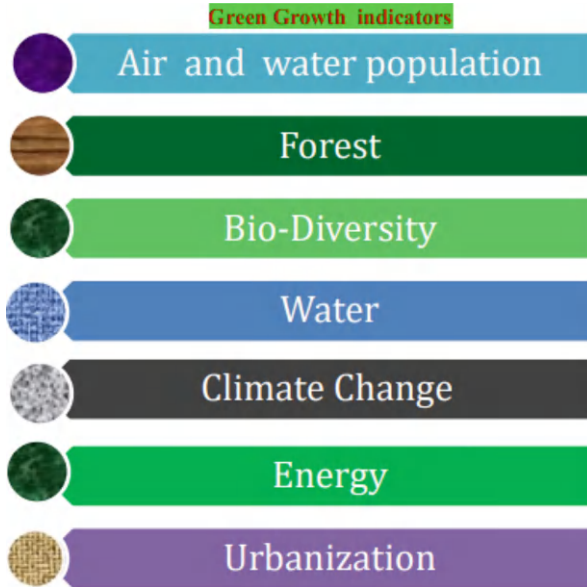 Green Growth indicators
Air and water population
Forest
Bio-Diversity
Water
Climate Change
Energy
Urbanization